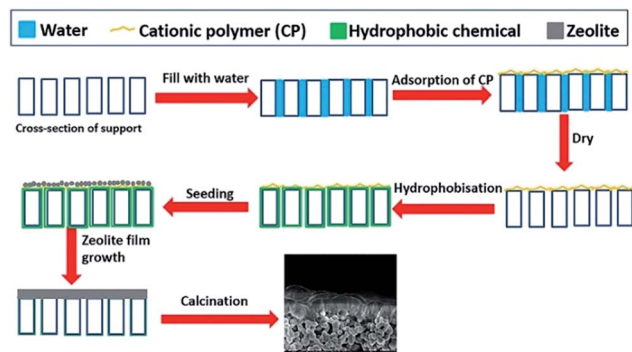 Water Cationic polymer (CP) Hydrophobic chemical Zeolite
Fill with water
Adsorption of CP
Cross-section of support
Dry
Seeding
Hydrophobisation
Zeolite film
growth
Calcination